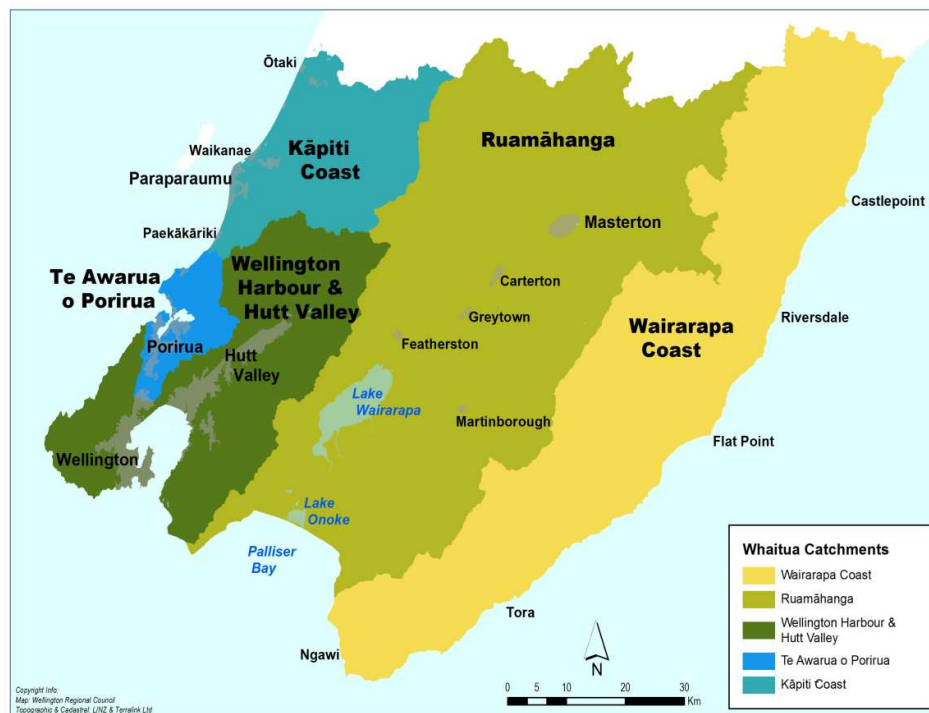 Ōtaki
Waikanae
Kāpiti
Coast
Paraparaumu
Paekākāriki
Ruamāhanga
Masterton
Castlepoint
Te Awarua
o Porirua
Wellington
Harbour &
Hutt Valley
Carterton
Greytown
Featherston
Wairarapa
Coast
Riversdale
Porirua
Hutt
Valley
Lake
Wairarapa
Martinborough
Flat Point
Wellington
Lake
Onoke
Palliser
Bay
Tora
Ngawi
N
0 5 10 20 30
Km
Whaitua Catchments
Wairarapa Coast
Ruamāhanga
Wellington Harbour &
Hutt Valley
Te Awarua o Porirua
Kāpiti Coast
Copyright Info:
Map: Wellington Regional Council
Topographic & Cadastral: LINZ & Terralink Ltd